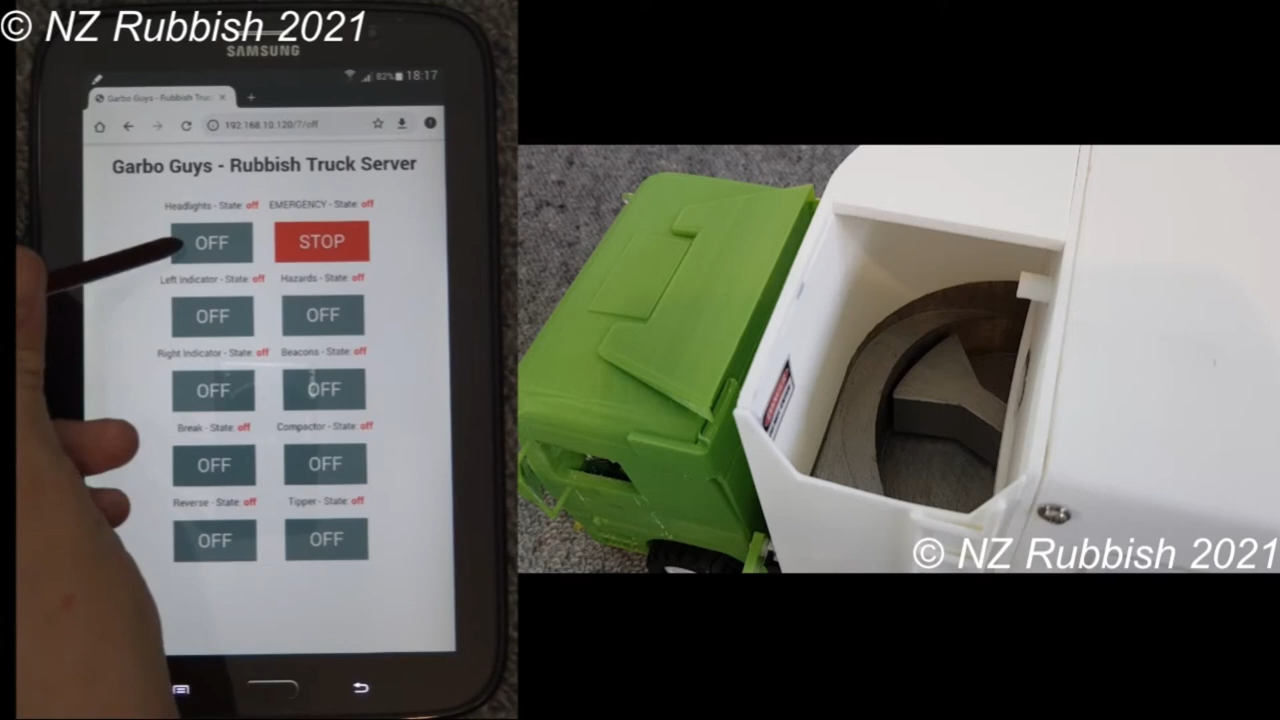 © NZ Rubbish 2021
SAMSUNG
82% 18:17
Garbo Guys - Rubbish Truc
192.168.10.120/7/off
Garbo Guys - Rubbish Truck Server
Headlights - State: off EMERGENCY - State: off
OFF STOP
Left Indicator - State: off Hazards - State: off
OFF OFF
Right Indicator - State: off Beacons - State: off
OFF OFF
Break - State: off Compactor - State: off
OFF OFF
Reverse - State: off Tipper - State: off
OFF OFF
© NZ Rubbish 2021